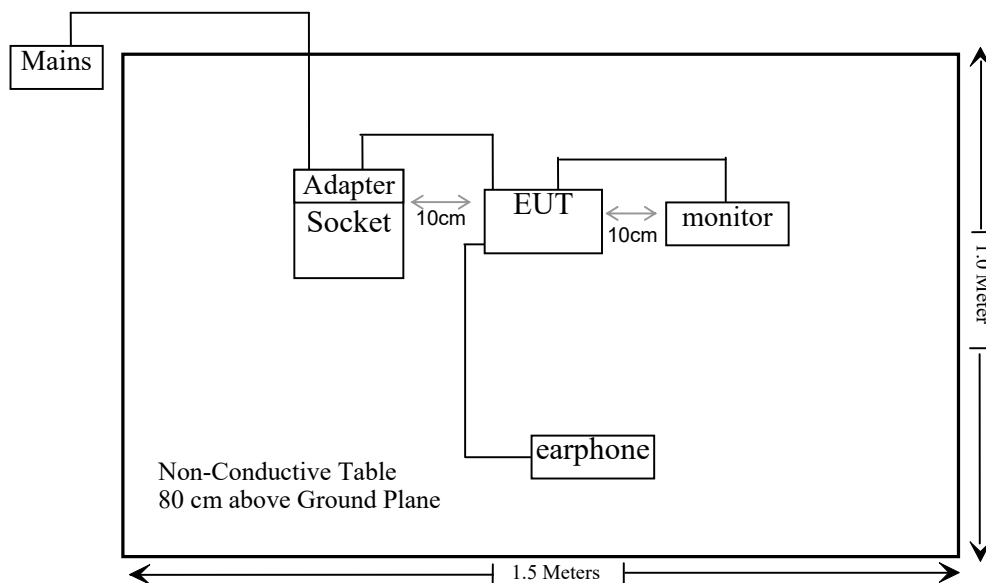 Mains
Adapter
Socket
10cm
EUT
10cm
monitor
1.0 Meter
earphone
Non-Conductive Table
80 cm above Ground Plane
1.5 Meters